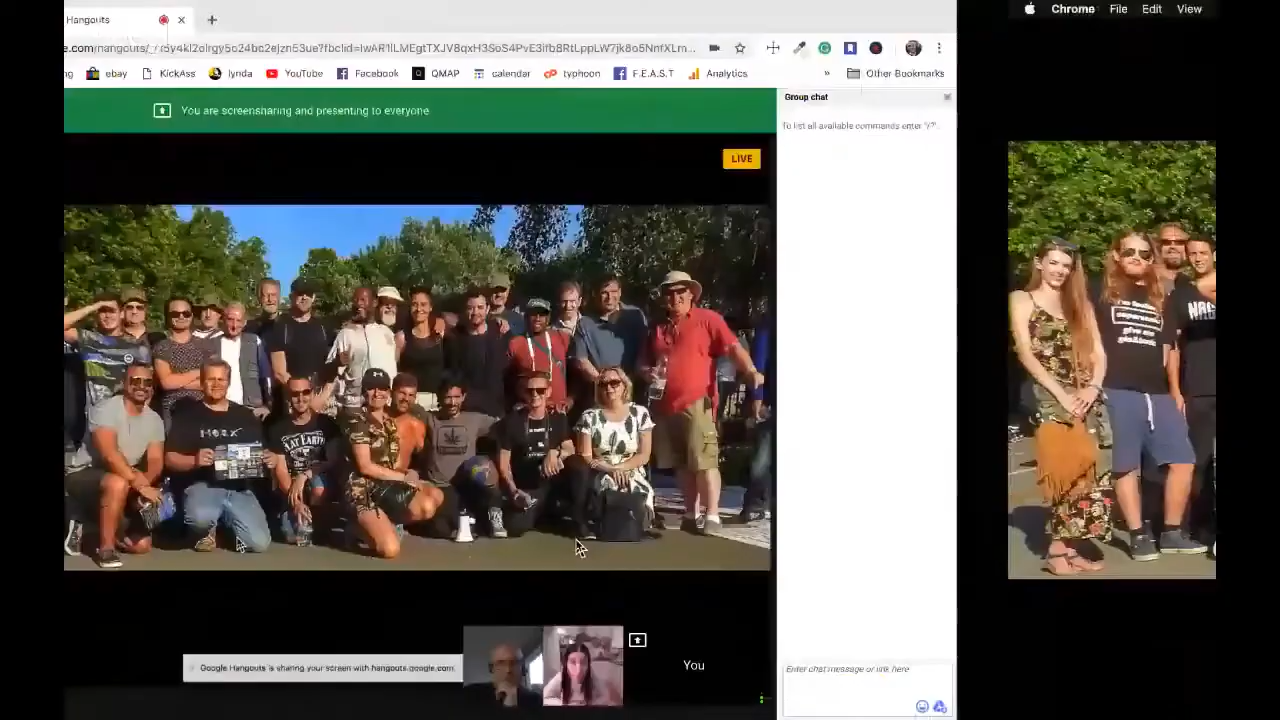 Hangouts
Chrome File Edit View
ebay KickAss lynda YouTube Facebook QMAP calendar typhoon F.E.A.S.T Analytics » Other Bookmarks
You are screensharing and presenting to everyone
Group chat
To list all available commands enter "/?".
LIVE
Google Hangouts is sharing your screen with hangouts.google.com.
You
Enter chat message or link here